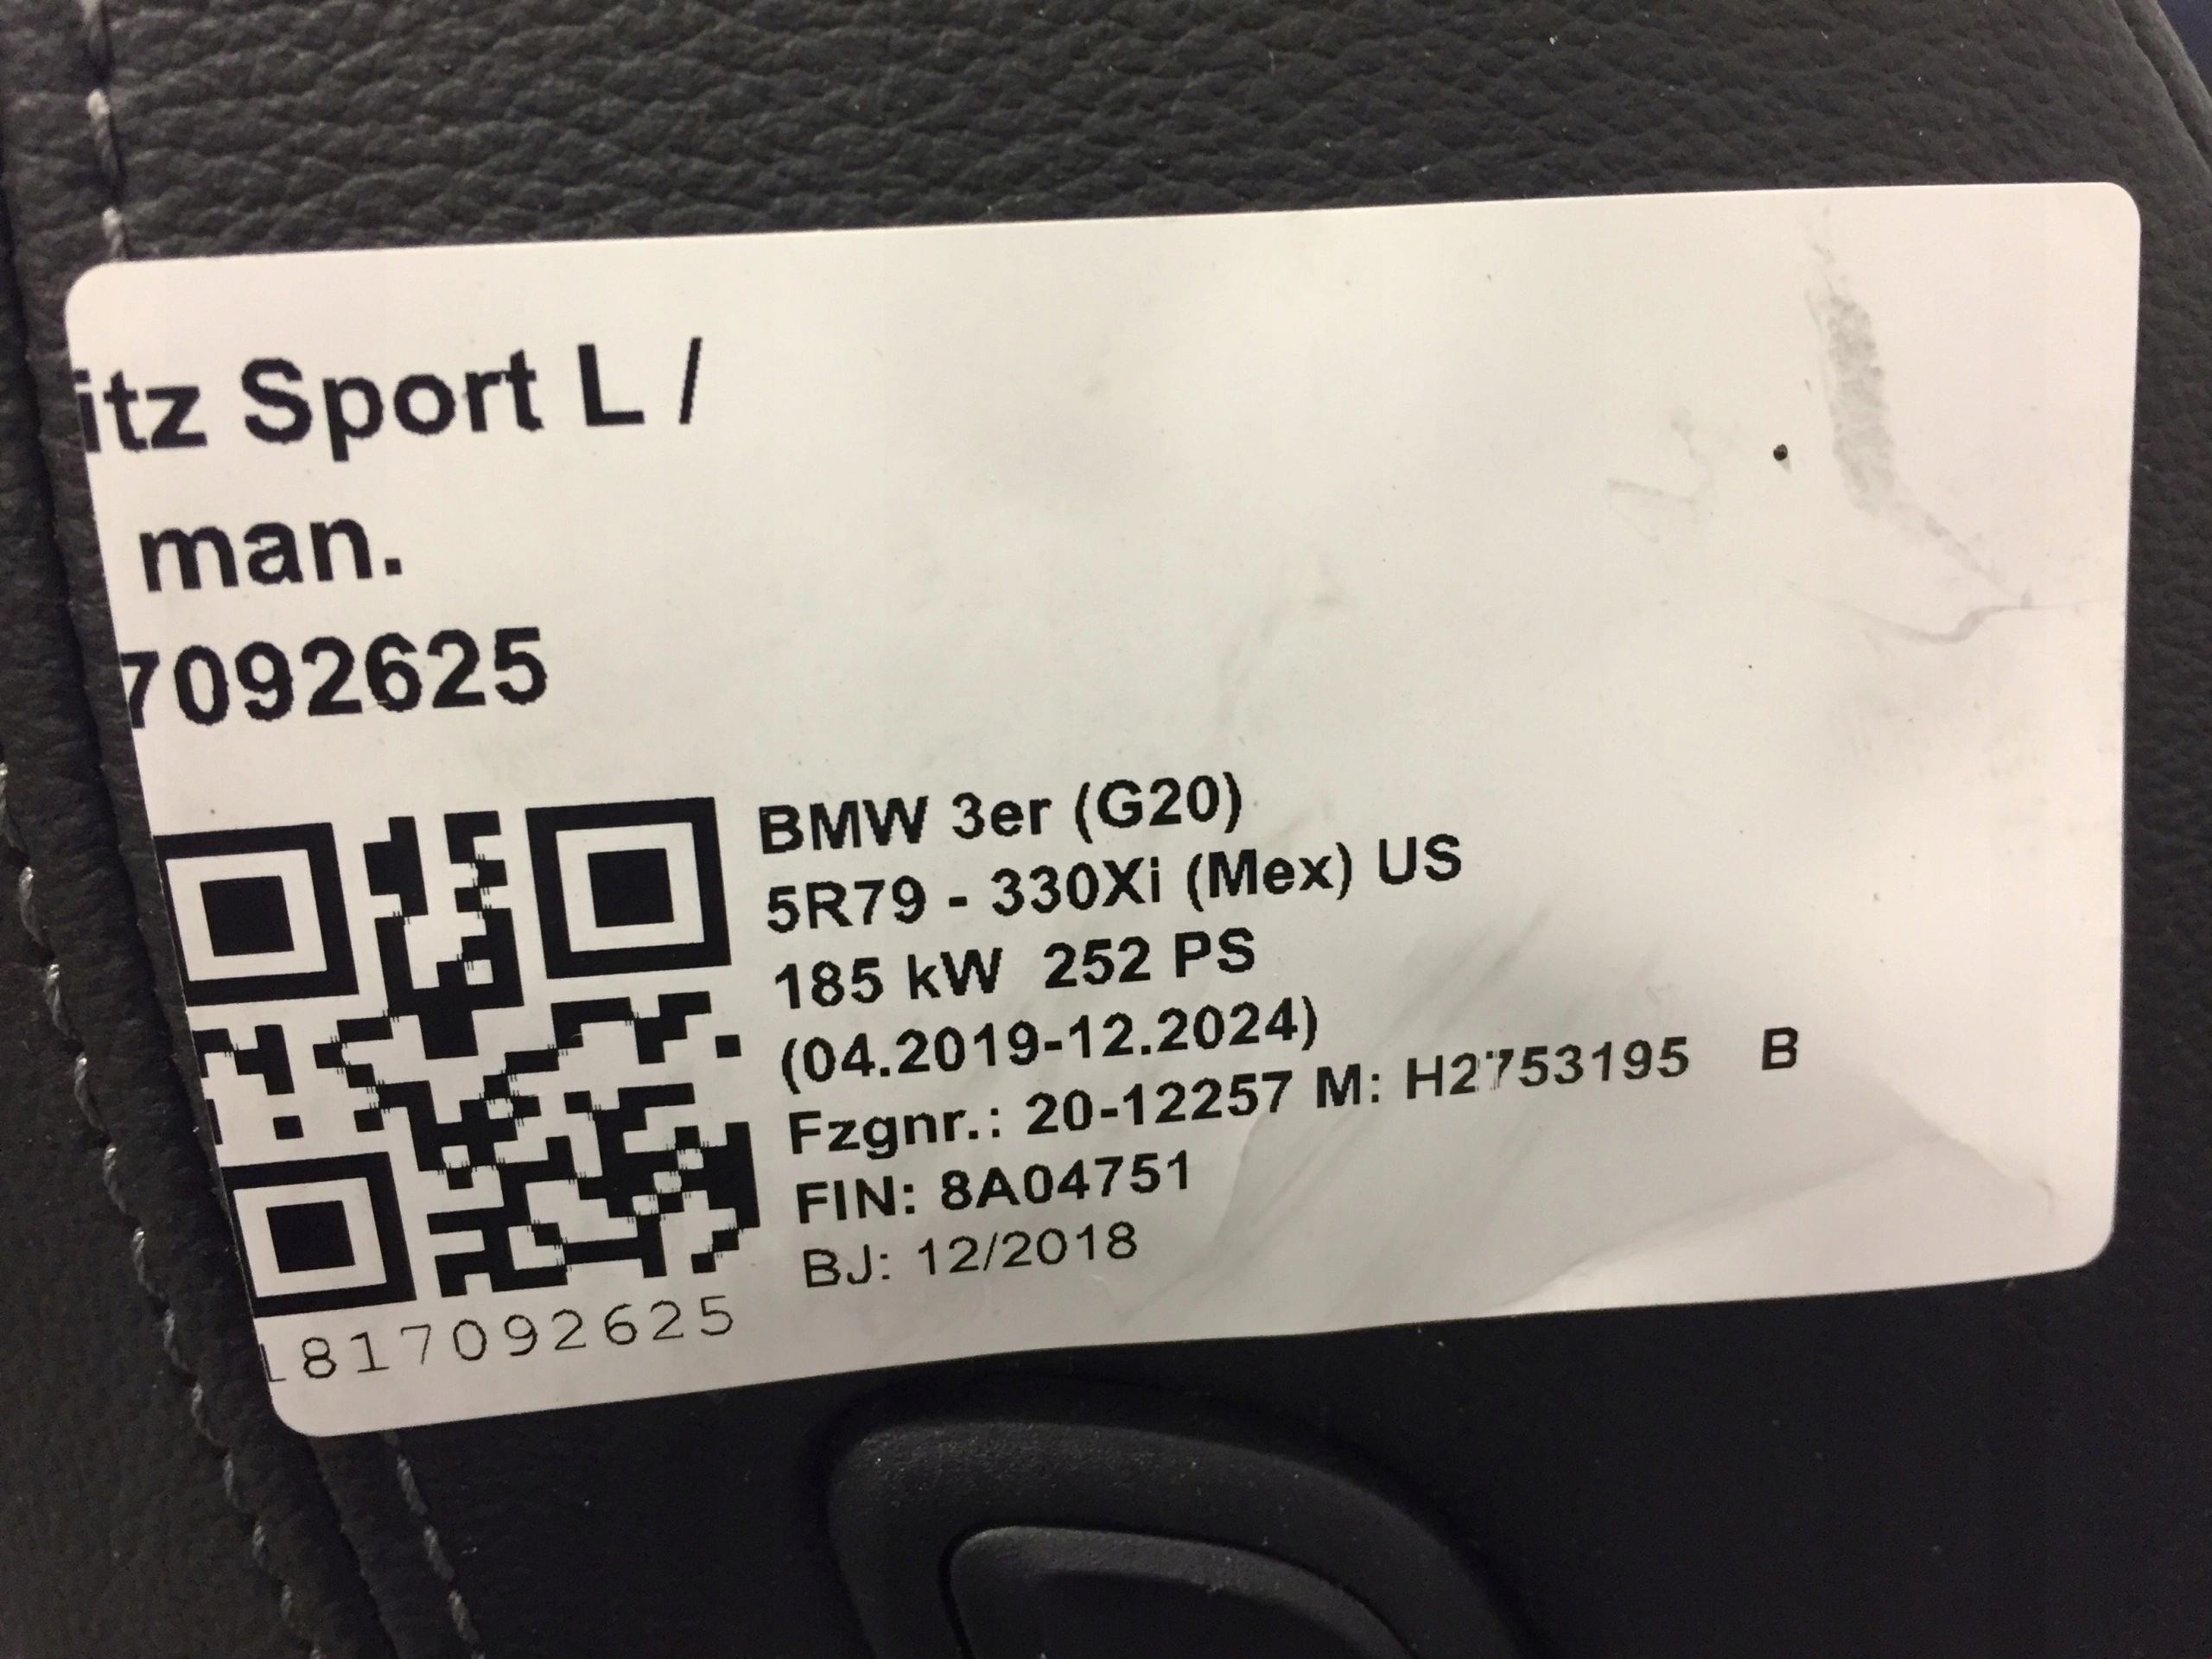 itz Sport L /
man.
7092625
BMW 3er (G20)
5R79 - 330Xi (Mex) US
185 kW 252 PS
(04.2019-12.2024)
Fzgnr.: 20-12257 M: H2753195 B
FIN: 8A04751
BJ: 12/2018
817092625